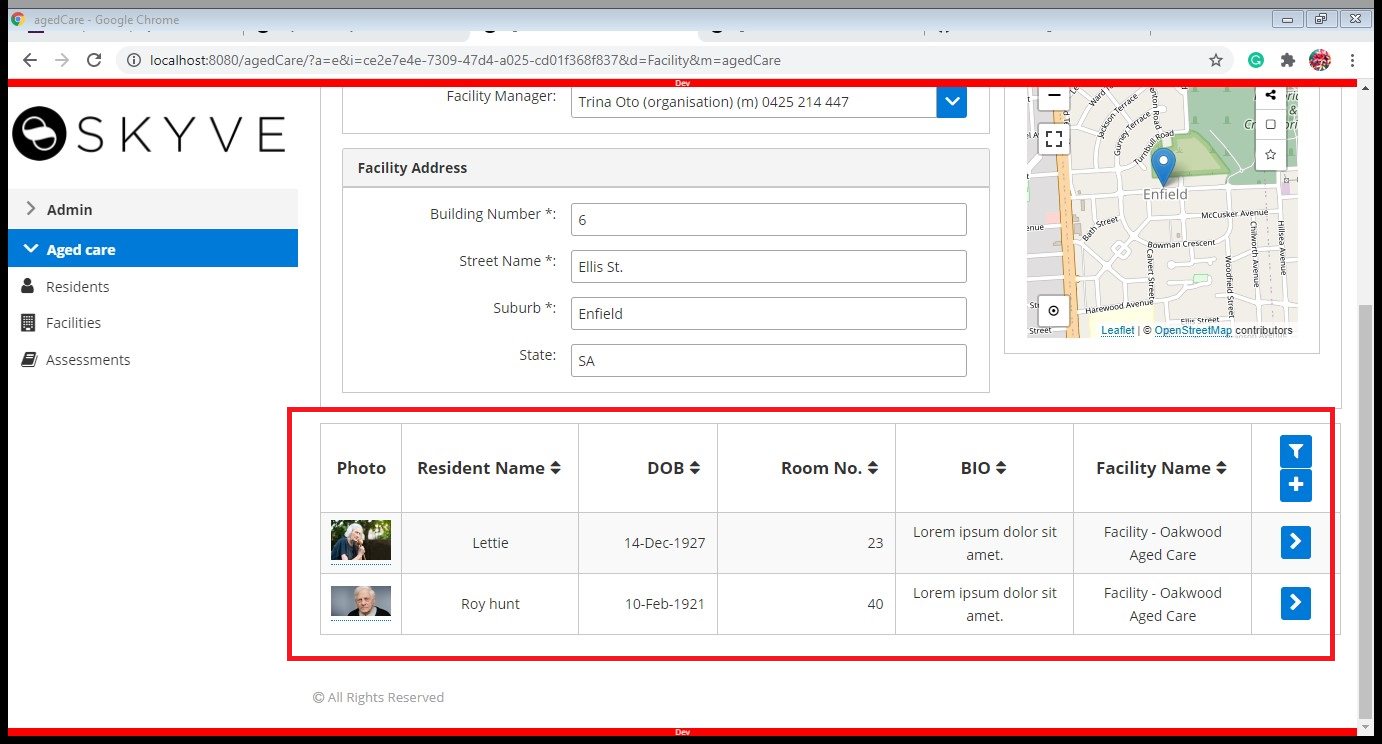 agedCare - Google Chrome
localhost:8080/agedCare/?a=e&i=ce2e7e4e-7309-47d4-a025-cd01f368f837&d=Facility&m=agedCare
Dev
SKYVE
Admin
Aged care
Residents
Facilities
Assessments
Facility Manager: Trina Oto (organisation) (m) 0425 214 447
Facility Address
Building Number *: 6
Street Name *: Ellis St.
Suburb *: Enfield
State: SA
Jackson Terrace
Gurney Terrace
Turnbull Road
Enfield
McCusker Avenue
Bath Street
Bowman Crescent
Calvert Street
Chilworth Avenue
Hillsea Avenue
Woodfield Street
Harewood Avenue
Ellis Street
Street
Leaflet | © OpenStreetMap contributors
Photo Resident Name DOB Room No. BIO Facility Name
Lettie 14-Dec-1927 23 Lorem ipsum dolor sit Facility - Oakwood
amet. Aged Care
Roy hunt 10-Feb-1921 40 Lorem ipsum dolor sit Facility - Oakwood
amet. Aged Care
© All Rights Reserved
Dev